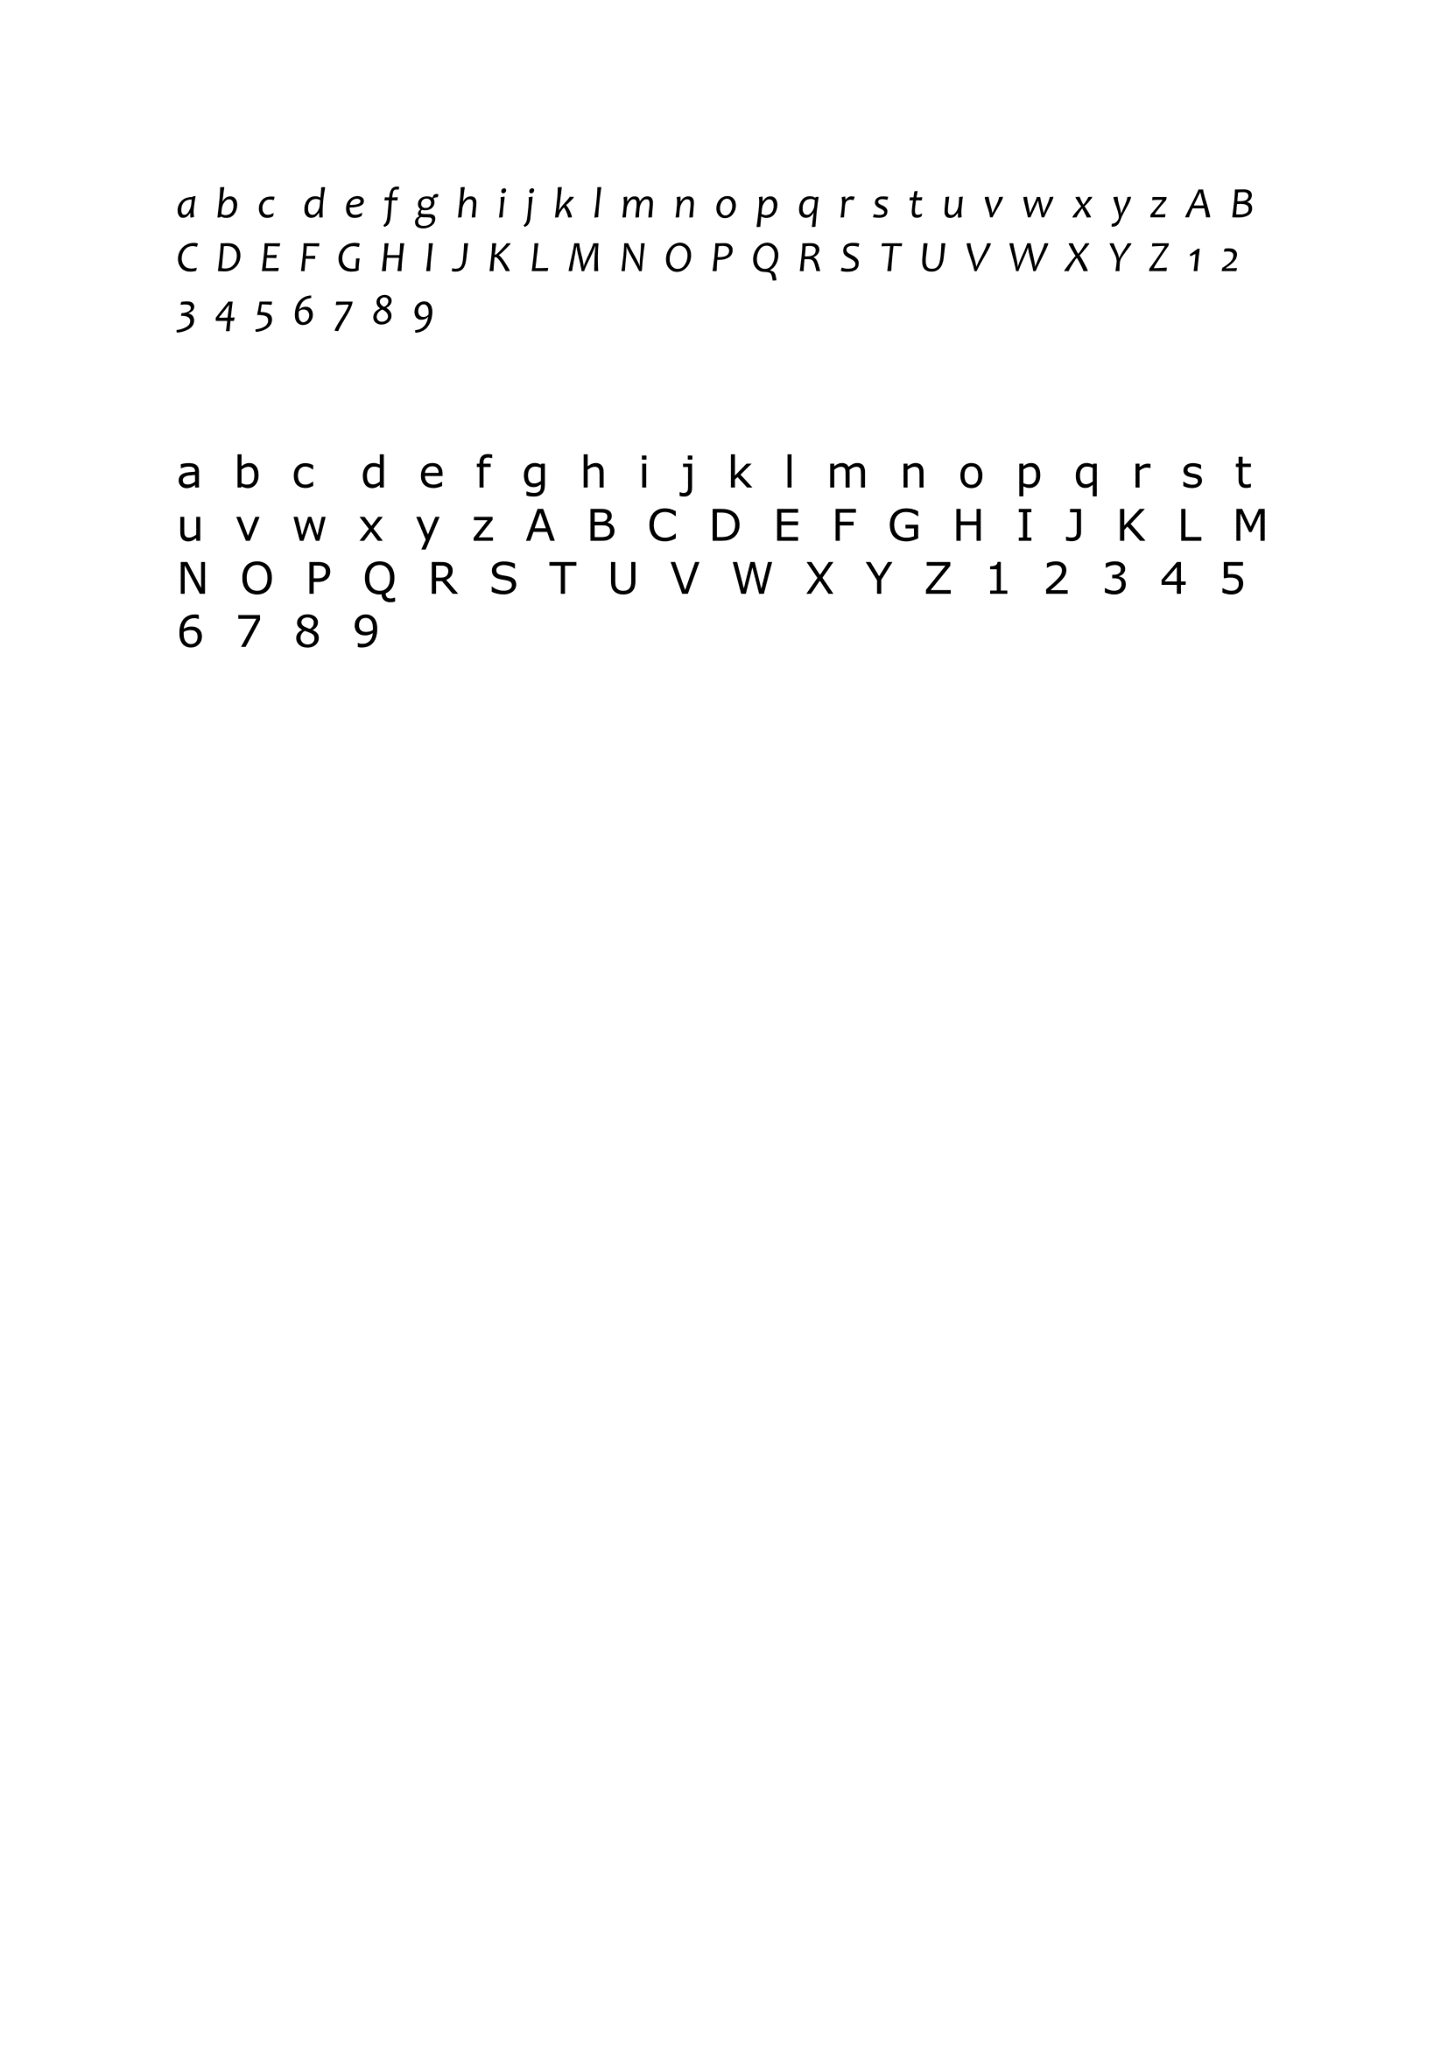 a b c d e f g h i j k l m n o p q r s t u v w x y z A B
C D E F G H I J K L M N O P Q R S T U V W X Y Z 1 2
3 4 5 6 7 8 9
a b c d e f g h i j k l m n o p q r s t
u v w x y z A B C D E F G H I J K L M
N O P Q R S T U V W X Y Z 1 2 3 4 5
6 7 8 9